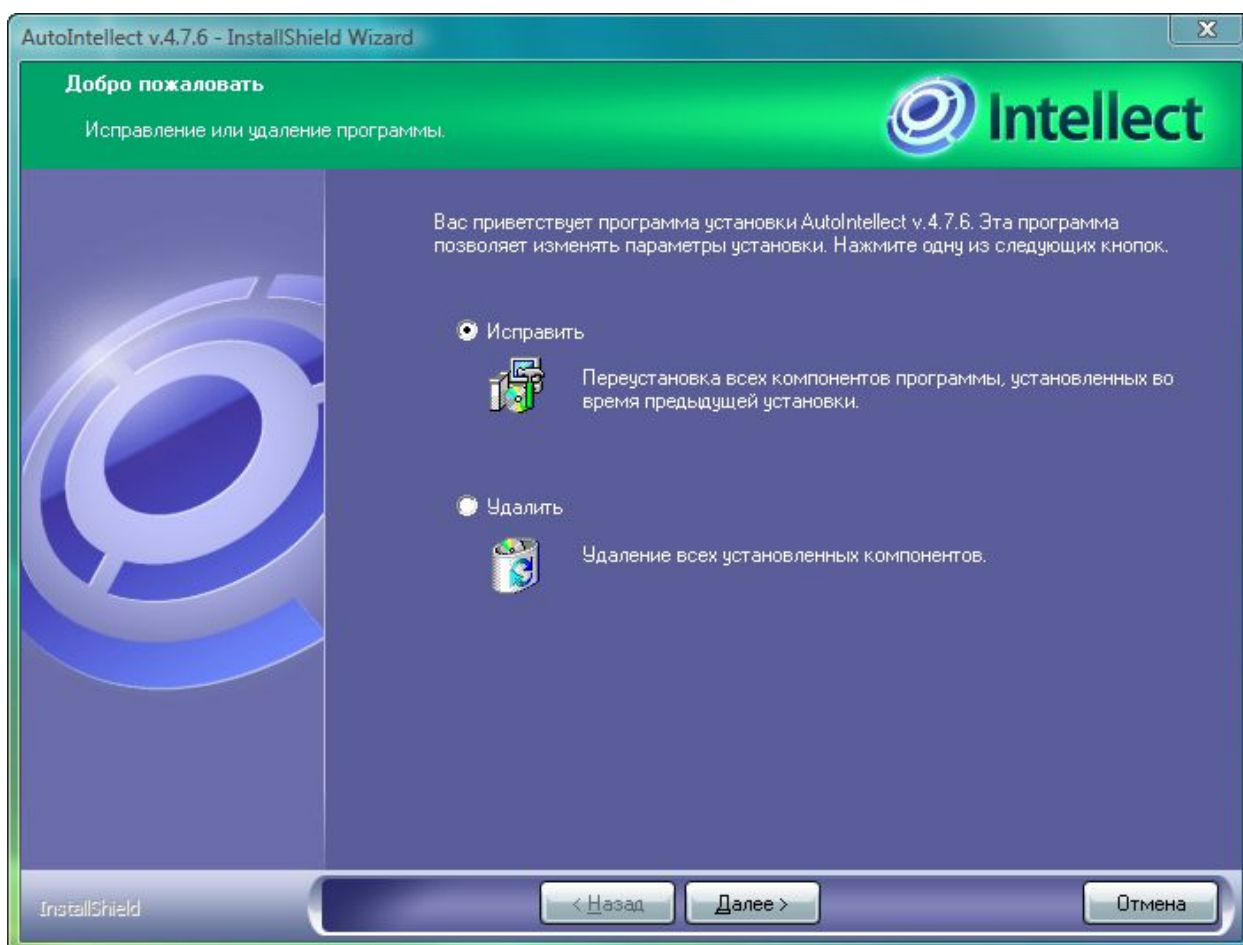 AutoIntellect v.4.7.6 - InstallShield Wizard
Добро пожаловать
Исправление или удаление программы.
Intellect
Вас приветствует программа установки AutoIntellect v.4.7.6. Эта программа
позволяет изменять параметры установки. Нажмите одну из следующих кнопок.
Исправить
Переустановка всех компонентов программы, установленных во
время предыдущей установки.
Удалить
Удаление всех установленных компонентов.
InstallShield
< Назад
Далее >
Отмена